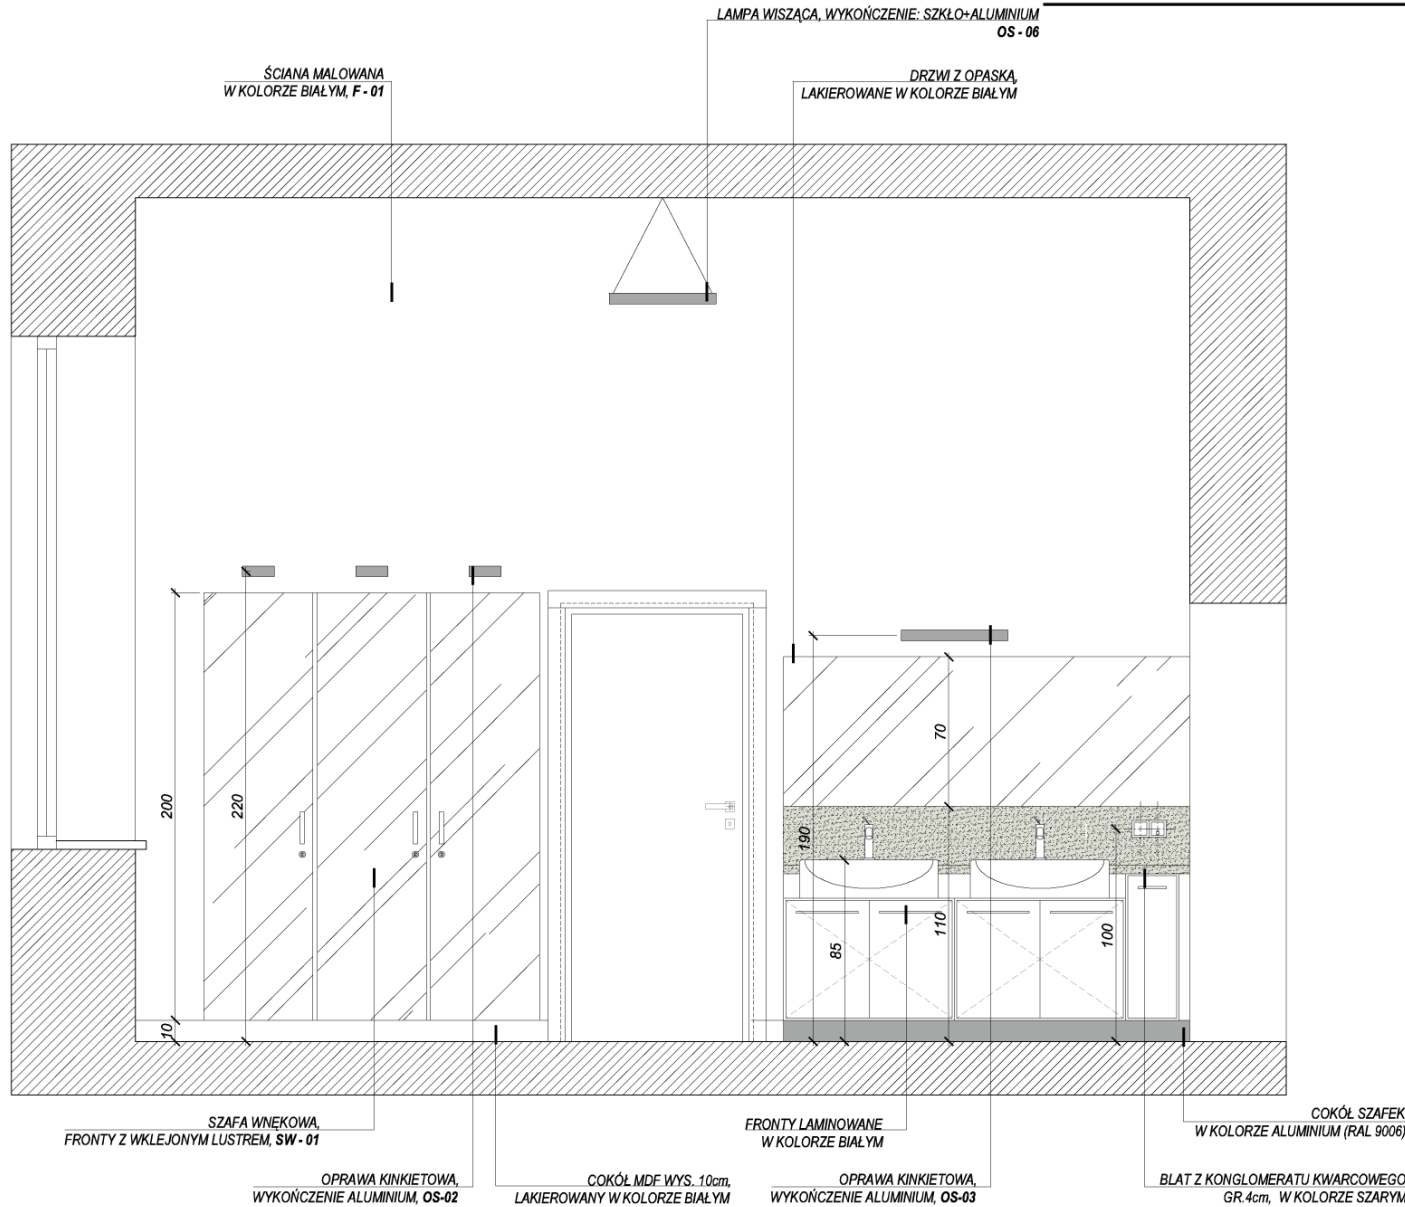 LAMPA WISZĄCA, WYKOŃCZENIE: SZKŁO+ALUMINIUM
OS - 06
ŚCIANA MALOWANA
W KOLORZE BIAŁYM, F - 01
DRZWI Z OPASKĄ,
LAKIEROWANE W KOLORZE BIAŁYM
200
220
10
190
70
85
110
100
SZAFA WNĘKOWA,
FRONTY Z WKLEJONYM LUSTREM, SW - 01
OPRAWA KINKIETOWA,
WYKOŃCZENIE ALUMINIUM, OS-02
COKÓŁ MDF WYS. 10cm,
LAKIEROWANY W KOLORZE BIAŁYM
FRONTY LAMINOWANE
W KOLORZE BIAŁYM
OPRAWA KINKIETOWA,
WYKOŃCZENIE ALUMINIUM, OS-03
COKÓŁ SZAFEK
W KOLORZE ALUMINIUM (RAL 9006)
BLAT Z KONGLOMERATU KWARCOWEGO
GR.4cm, W KOLORZE SZARYM